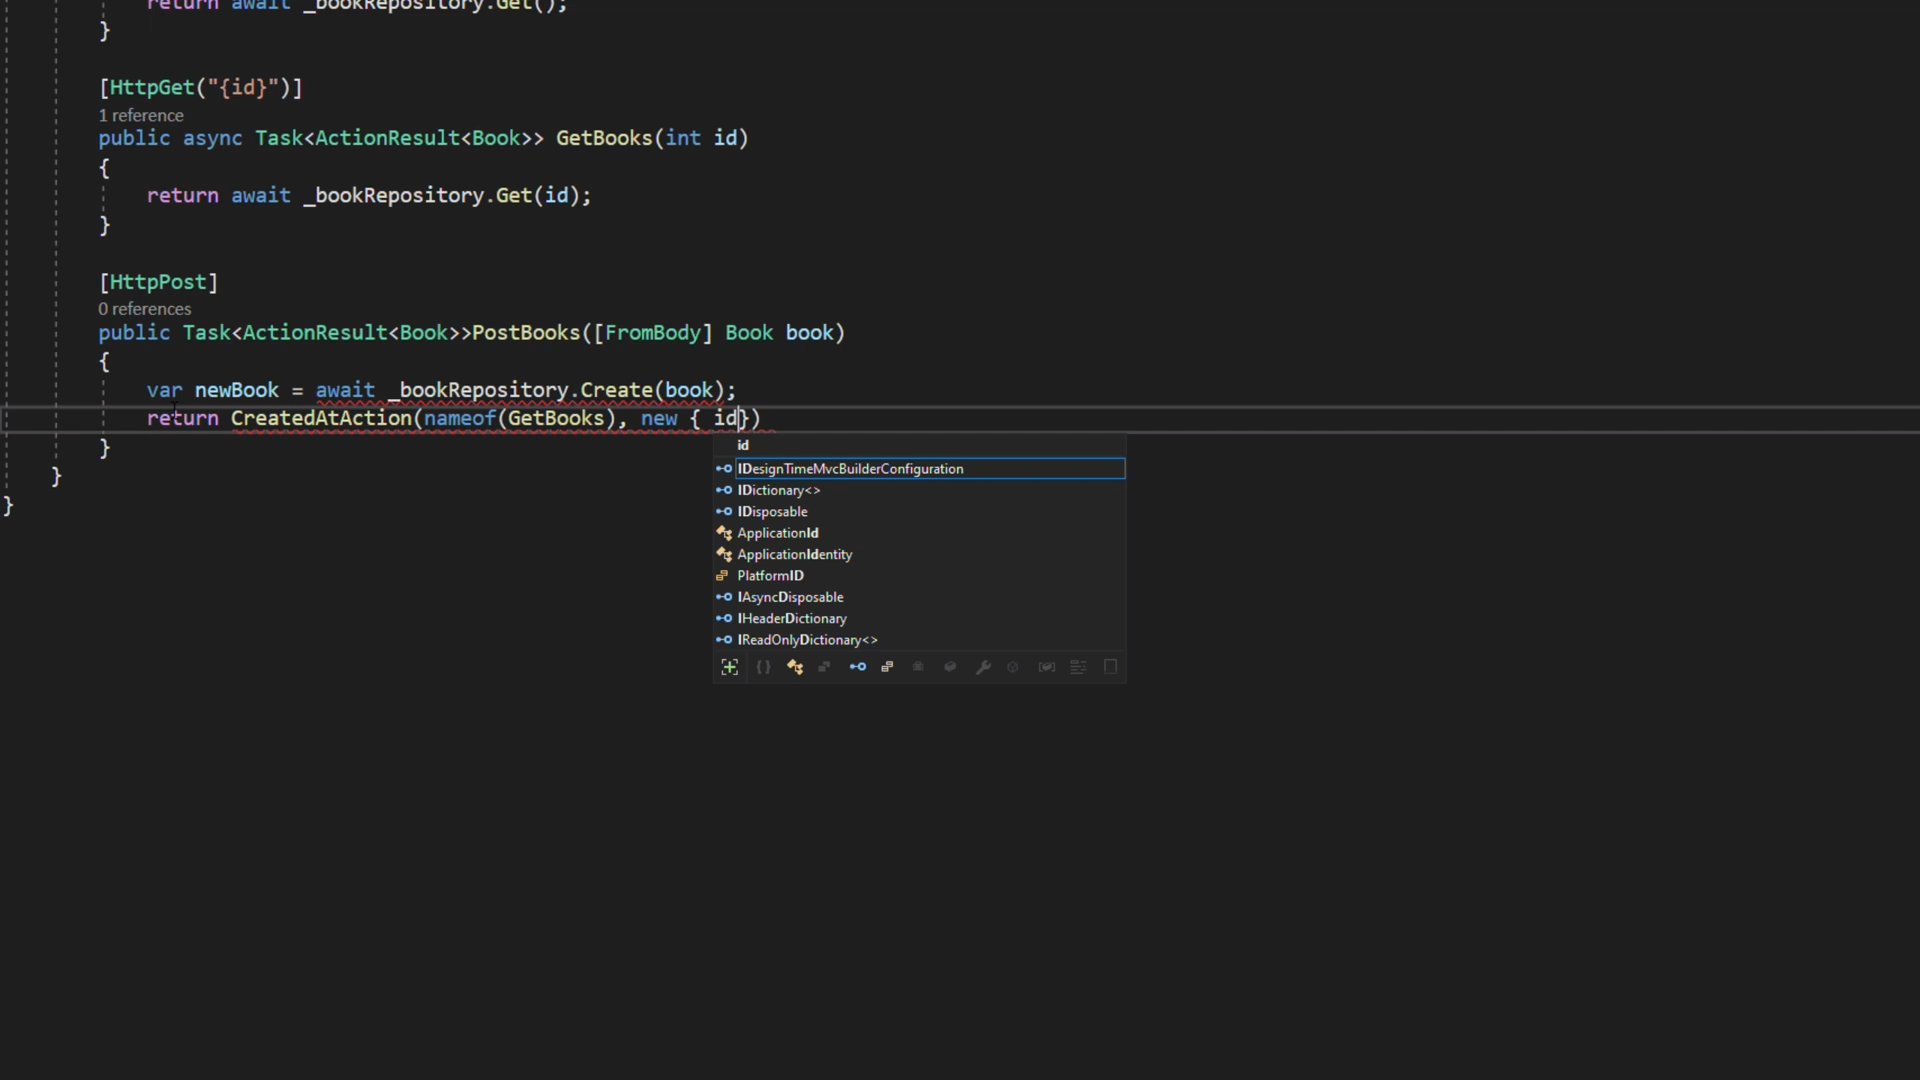 return await _bookRepository.Get();
}
[HttpGet("{id}")]
1 reference
public async Task<ActionResult<Book>> GetBooks(int id)
{
return await _bookRepository.Get(id);
}
[HttpPost]
0 references
public Task<ActionResult<Book>>PostBooks([FromBody] Book book)
{
var newBook = await _bookRepository.Create(book);
return CreatedAtAction(nameof(GetBooks), new { id})
}
}
}
id
IDesignTimeMvcBuilderConfiguration
IDictionary<>
IDisposable
ApplicationId
ApplicationIdentity
PlatformID
IAsyncDisposable
IHeaderDictionary
IReadOnlyDictionary<>